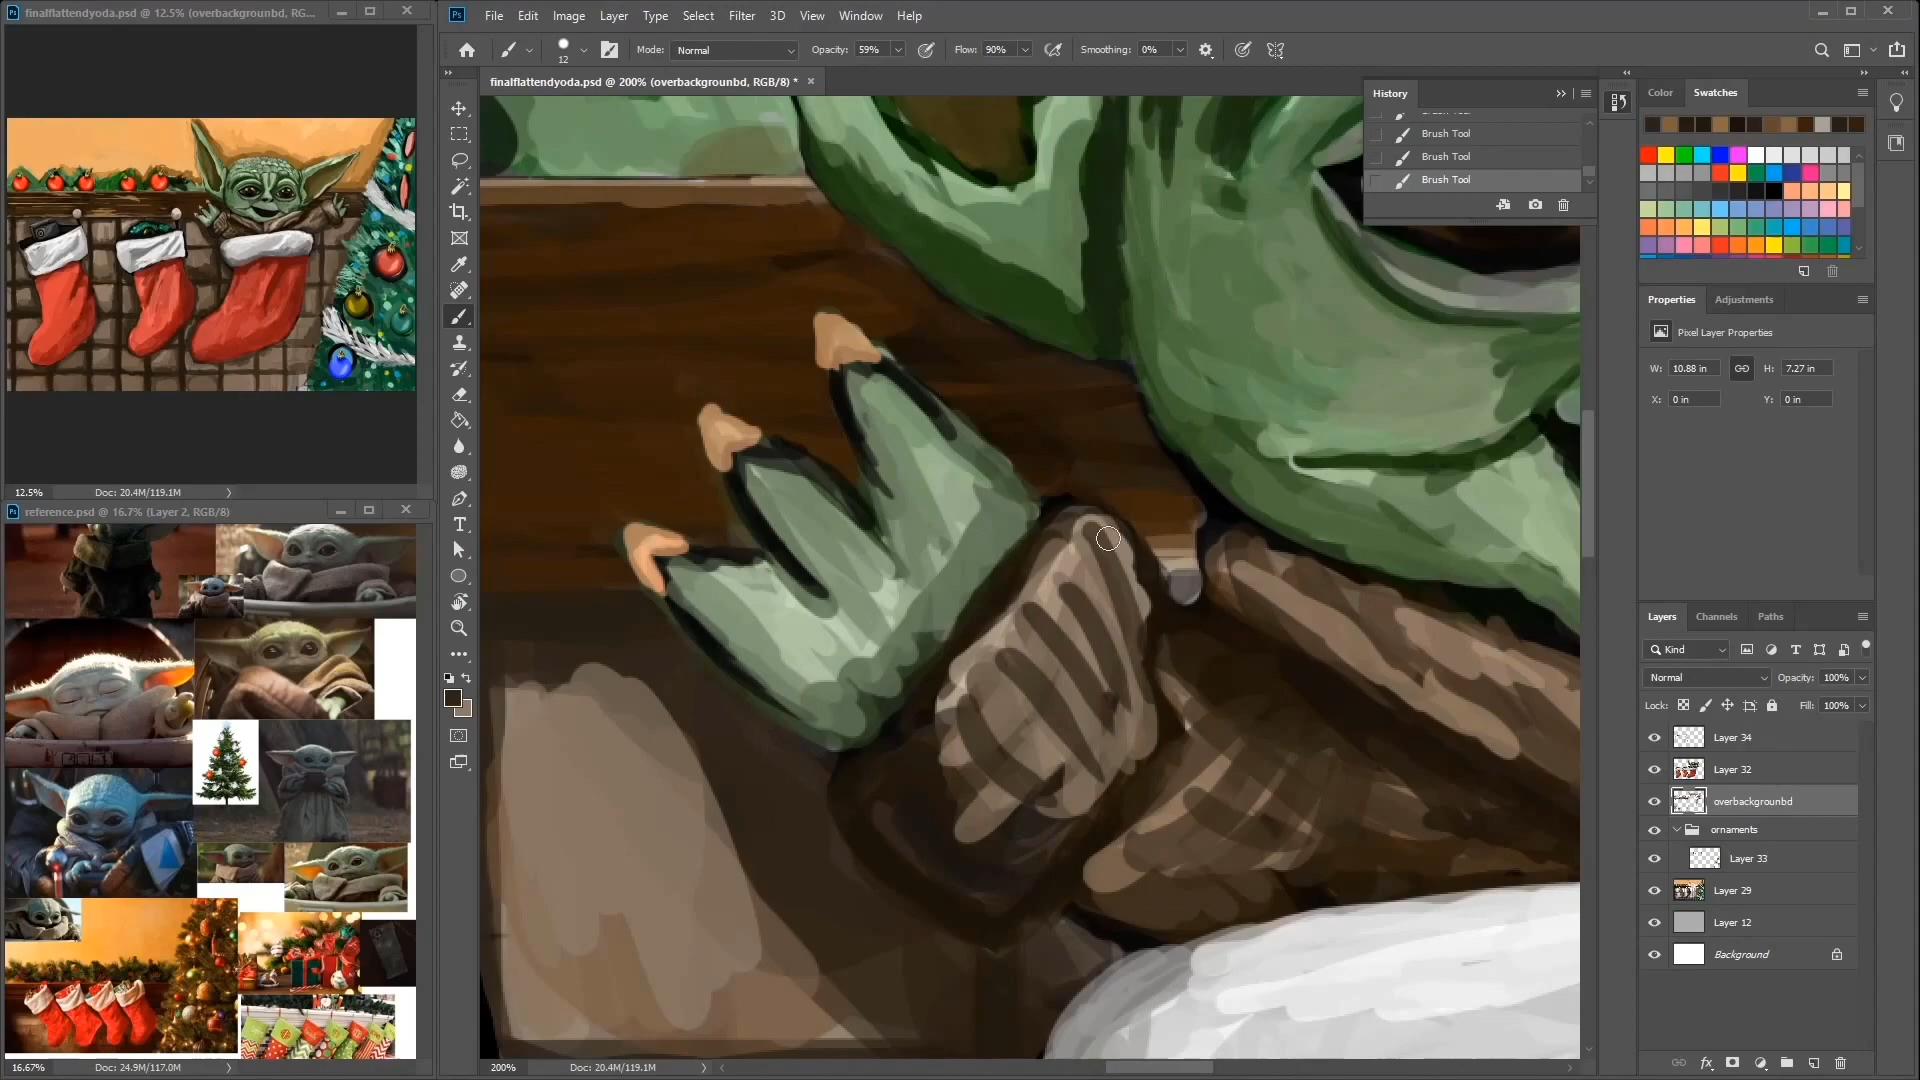 finalflattendyoda.psd @ 12.5% (overbackgroundbd, RG...
File Edit Image Layer Type Select Filter 3D View Window Help
12
Mode: Normal
Opacity: 59%
Flow: 90%
Smoothing: 0%
finalflattendyoda.psd @ 200% (overbackgrounbd, RGB/8) *
History
Brush Tool
Brush Tool
Brush Tool
Brush Tool
Color Swatches
Properties Adjustments
Pixel Layer Properties
W: 10.88 in H: 7.27 in
X: 0 in Y: 0 in
12.5% Doc: 20.4M/119.1M
reference.psd @ 16.7% (Layer 2, RGB/8)
Layers Channels Paths
Kind
Normal Opacity: 100%
Lock: Fill: 100%
Layer 34
Layer 32
overbackgrounbd
ornaments
Layer 33
Layer 29
Layer 12
Background
16.67% Doc: 24.9M/117.0M
200% Doc: 20.4M/119.1M